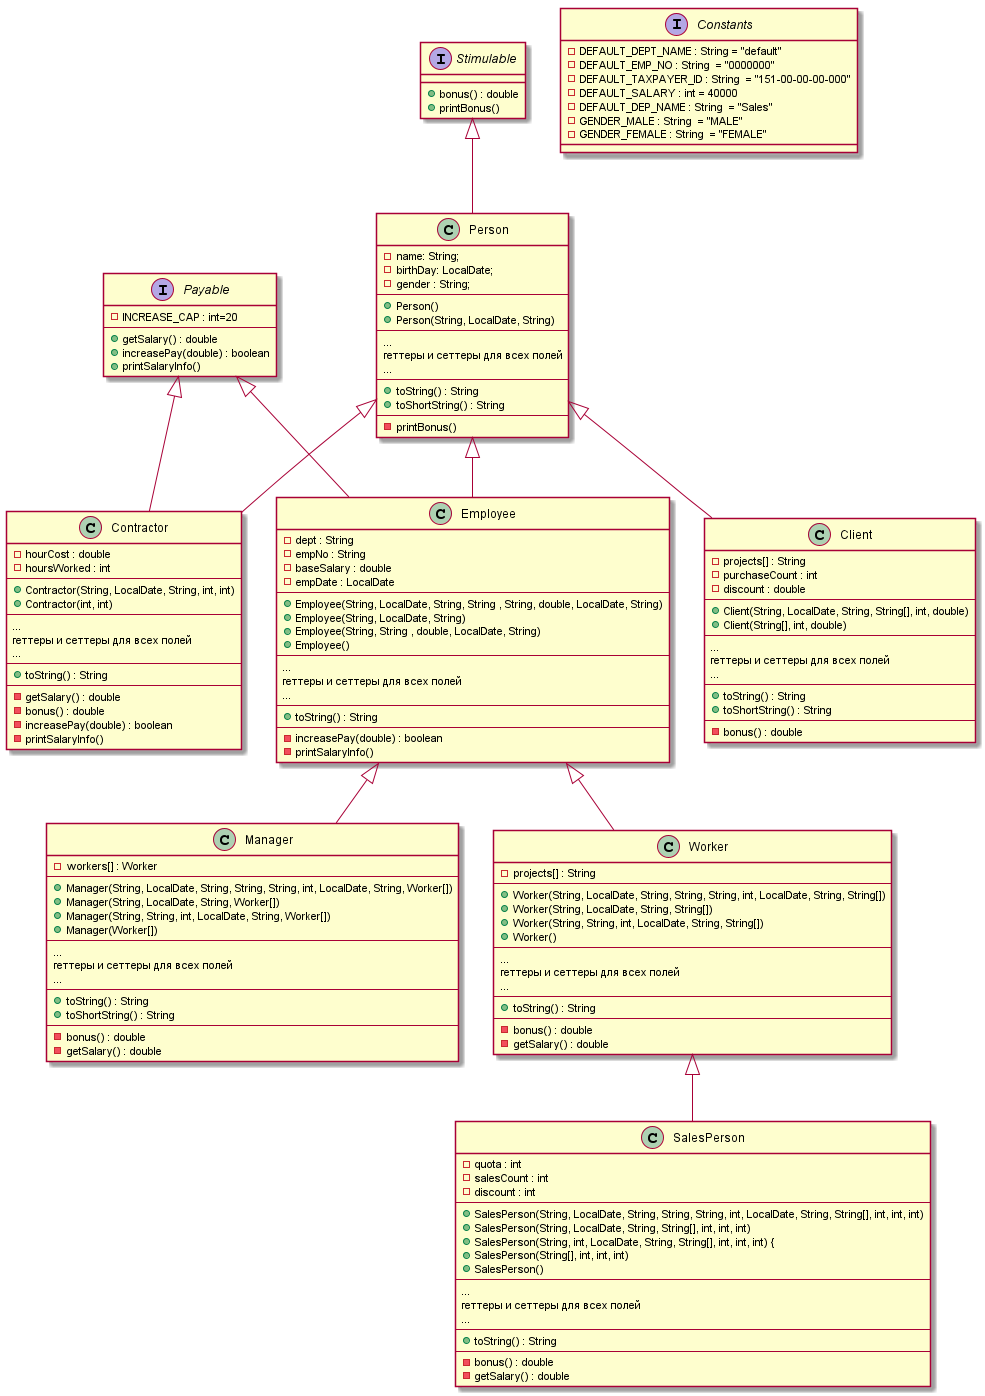 I Constants
DEFAULT_DEPT_NAME : String = "default"
DEFAULT_EMP_NO : String  = "0000000"
DEFAULT_TAXPAYER_ID : String  = "151-00-00-00-000"
DEFAULT_SALARY : int = 40000
DEFAULT_DEP_NAME : String  = "Sales"
GENDER_MALE : String  = "MALE"
GENDER_FEMALE : String  = "FEMALE"
I Stimulable
bonus() : double
printBonus()
C Person
name: String;
birthDay: LocalDate;
gender : String;
Person()
Person(String, LocalDate, String)
...
геттеры и сеттеры для всех полей
...
toString() : String
toShortString() : String
printBonus()
I Payable
INCREASE_CAP : int=20
getSalary() : double
increasePay(double) : boolean
printSalaryInfo()
C Contractor
hourCost : double
hoursWorked : int
Contractor(String, LocalDate, String, int, int)
Contractor(int, int)
...
геттеры и сеттеры для всех полей
...
toString() : String
getSalary() : double
bonus() : double
increasePay(double) : boolean
printSalaryInfo()
C Employee
dept : String
empNo : String
baseSalary : double
empDate : LocalDate
Employee(String, LocalDate, String, String , String, double, LocalDate, String)
Employee(String, LocalDate, String)
Employee(String, String , double, LocalDate, String)
Employee()
...
геттеры и сеттеры для всех полей
...
toString() : String
increasePay(double) : boolean
printSalaryInfo()
C Client
projects[] : String
purchaseCount : int
discount : double
Client(String, LocalDate, String, String[], int, double)
Client(String[], int, double)
...
геттеры и сеттеры для всех полей
...
toString() : String
toShortString() : String
bonus() : double
C Manager
workers[] : Worker
Manager(String, LocalDate, String, String, String, int, LocalDate, String, Worker[])
Manager(String, LocalDate, String, Worker[])
Manager(String, String, int, LocalDate, String, Worker[])
Manager(Worker[])
...
геттеры и сеттеры для всех полей
...
toString() : String
toShortString() : String
bonus() : double
getSalary() : double
C Worker
projects[] : String
Worker(String, LocalDate, String, String, String, int, LocalDate, String, String[])
Worker(String, LocalDate, String, String[])
Worker(String, String, int, LocalDate, String, String[])
Worker()
...
геттеры и сеттеры для всех полей
...
toString() : String
bonus() : double
getSalary() : double
C SalesPerson
quota : int
salesCount : int
discount : int
SalesPerson(String, LocalDate, String, String, String, int, LocalDate, String, String[], int, int, int)
SalesPerson(String, LocalDate, String, String[], int, int, int)
SalesPerson(String, int, LocalDate, String, String[], int, int, int) {
SalesPerson(String[], int, int, int)
SalesPerson()
...
геттеры и сеттеры для всех полей
...
toString() : String
bonus() : double
getSalary() : double